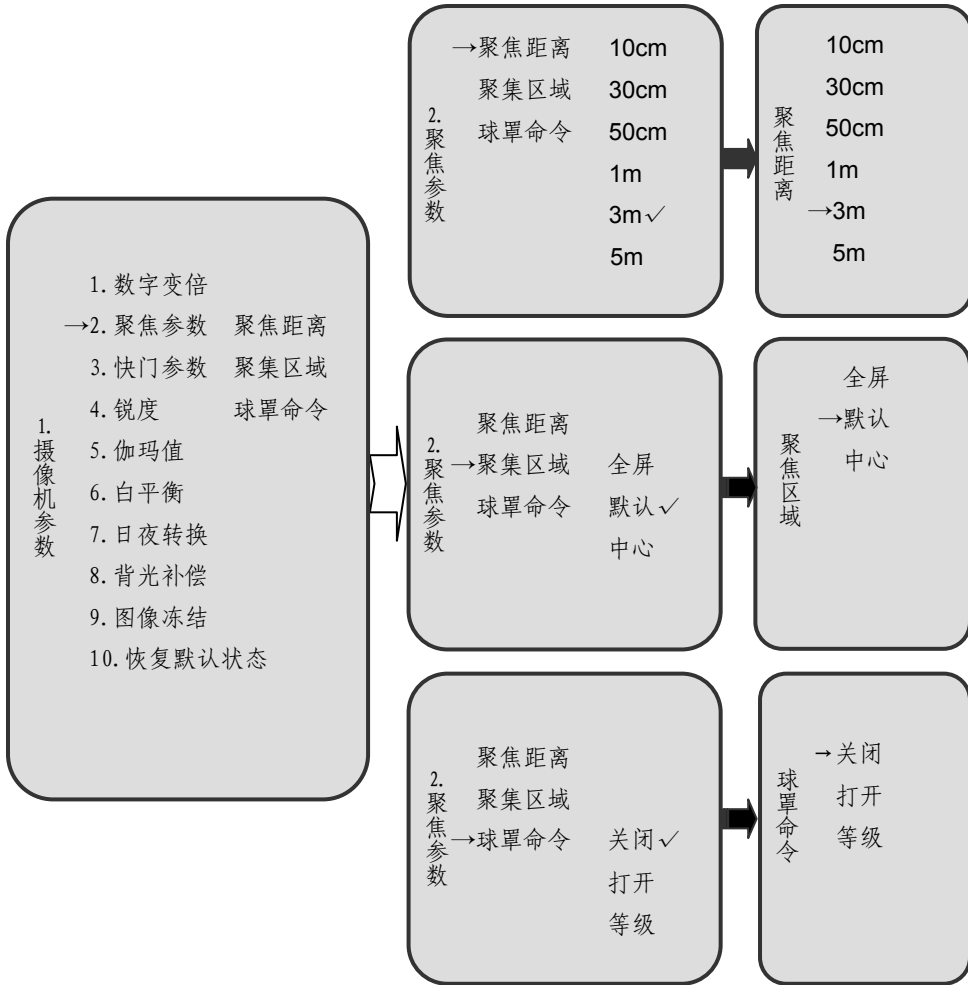 1.
摄像机参数
1. 数字变倍
→2. 聚焦参数 聚焦距离
3. 快门参数 聚集区域
4. 锐度 球罩命令
5. 伽玛值
6. 白平衡
7. 日夜转换
8. 背光补偿
9. 图像冻结
10. 恢复默认状态
2.
聚焦参数
→聚焦距离 10cm
聚集区域 30cm
球罩命令 50cm
1m
3m✓
5m
聚焦距离
10cm
30cm
50cm
1m
→3m
5m
2.
聚焦参数
聚焦距离
→聚集区域 全屏
球罩命令 默认✓
中心
聚焦区域
全屏
→默认
中心
2.
聚焦参数
聚焦距离
聚集区域
→球罩命令 关闭✓
打开
等级
球罩命令
→关闭
打开
等级